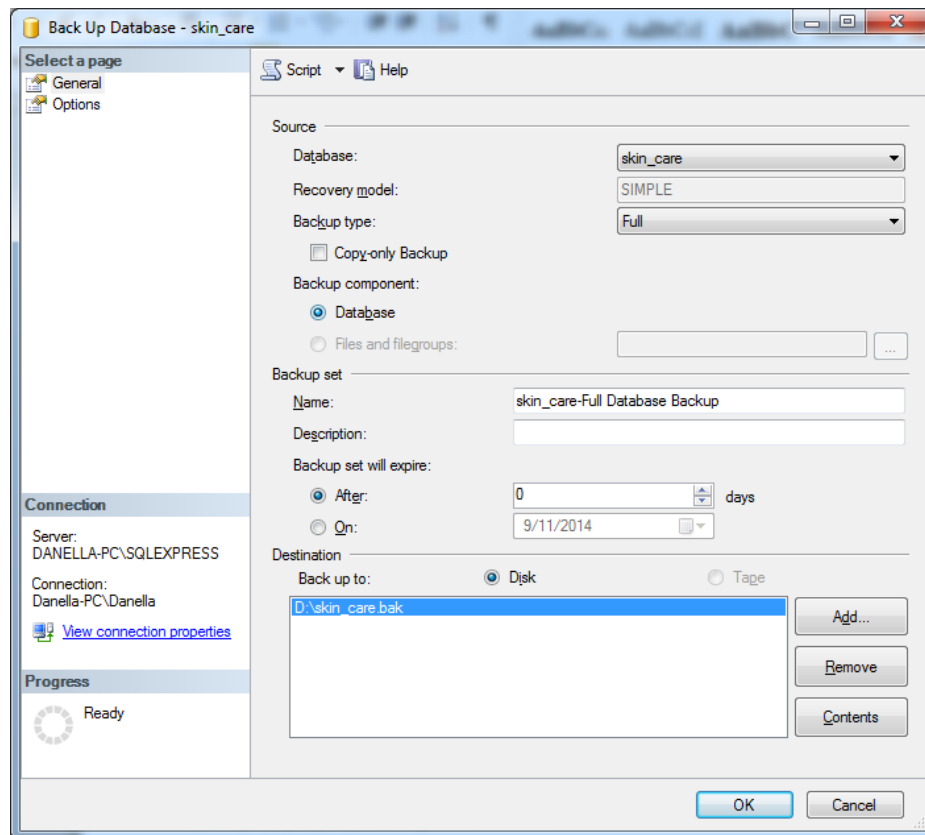 Back Up Database - skin_care
Select a page
General
Options
Script Help
Source
Database: skin_care
Recovery model: SIMPLE
Backup type: Full
Copy-only Backup
Backup component:
Database
Files and filegroups: ...
Backup set
Name: skin_care-Full Database Backup
Description:
Backup set will expire:
After: 0 days
On: 9/11/2014
Destination
Back up to: Disk Tape
D:\skin_care.bak
Add...
Remove
Contents
Connection
Server:
DANELLA-PC\SQLEXPRESS
Connection:
Danella-PC\Danella
View connection properties
Progress
Ready
OK Cancel